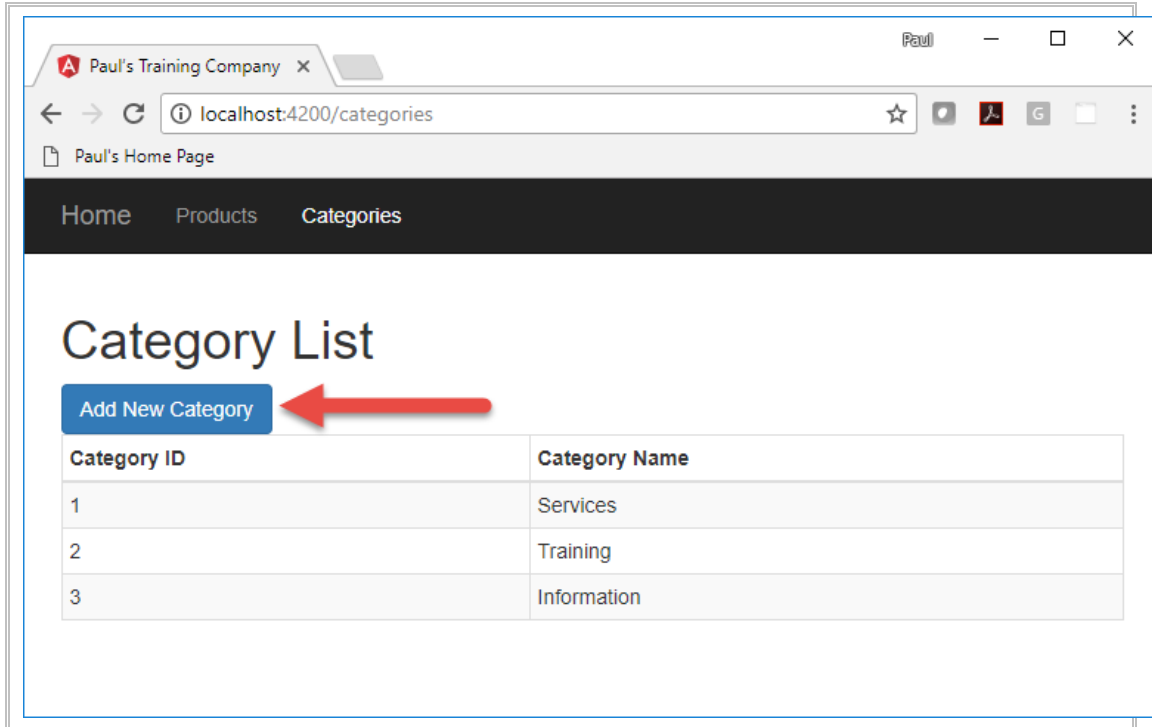 Paul
Paul's Training Company
localhost:4200/categories
G
Paul's Home Page
Home Products Categories
Category List
Add New Category
Category ID Category Name
1 Services
2 Training
3 Information